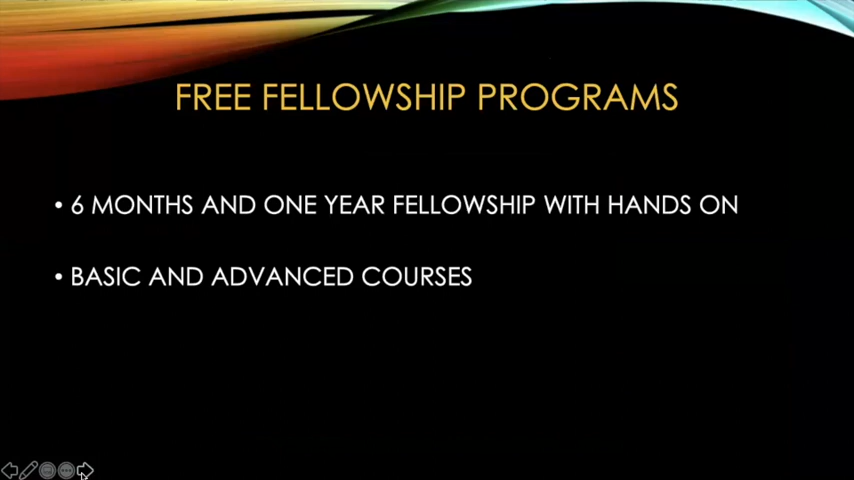 FREE FELLOWSHIP PROGRAMS
• 6 MONTHS AND ONE YEAR FELLOWSHIP WITH HANDS ON
• BASIC AND ADVANCED COURSES